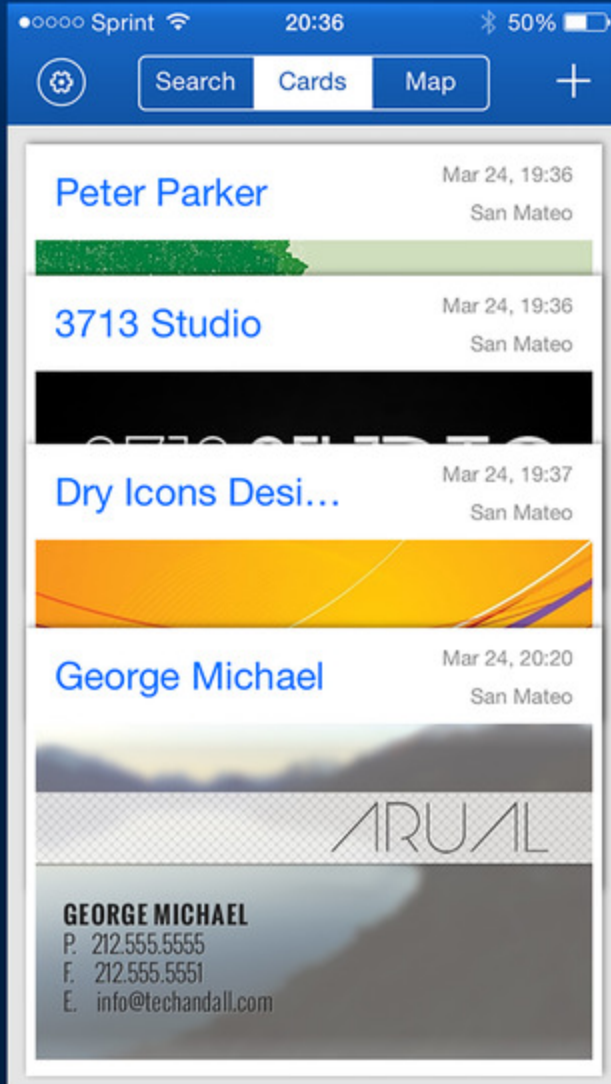 Sprint 20:36 50%
Search Cards Map
Peter Parker Mar 24, 19:36
San Mateo
3713 Studio Mar 24, 19:36
San Mateo
3713 STUDIO
Dry Icons Desi... Mar 24, 19:37
San Mateo
George Michael Mar 24, 20:20
San Mateo
ARUAL
GEORGE MICHAEL
P. 212.555.5555
F. 212.555.5551
E. info@techandall.com